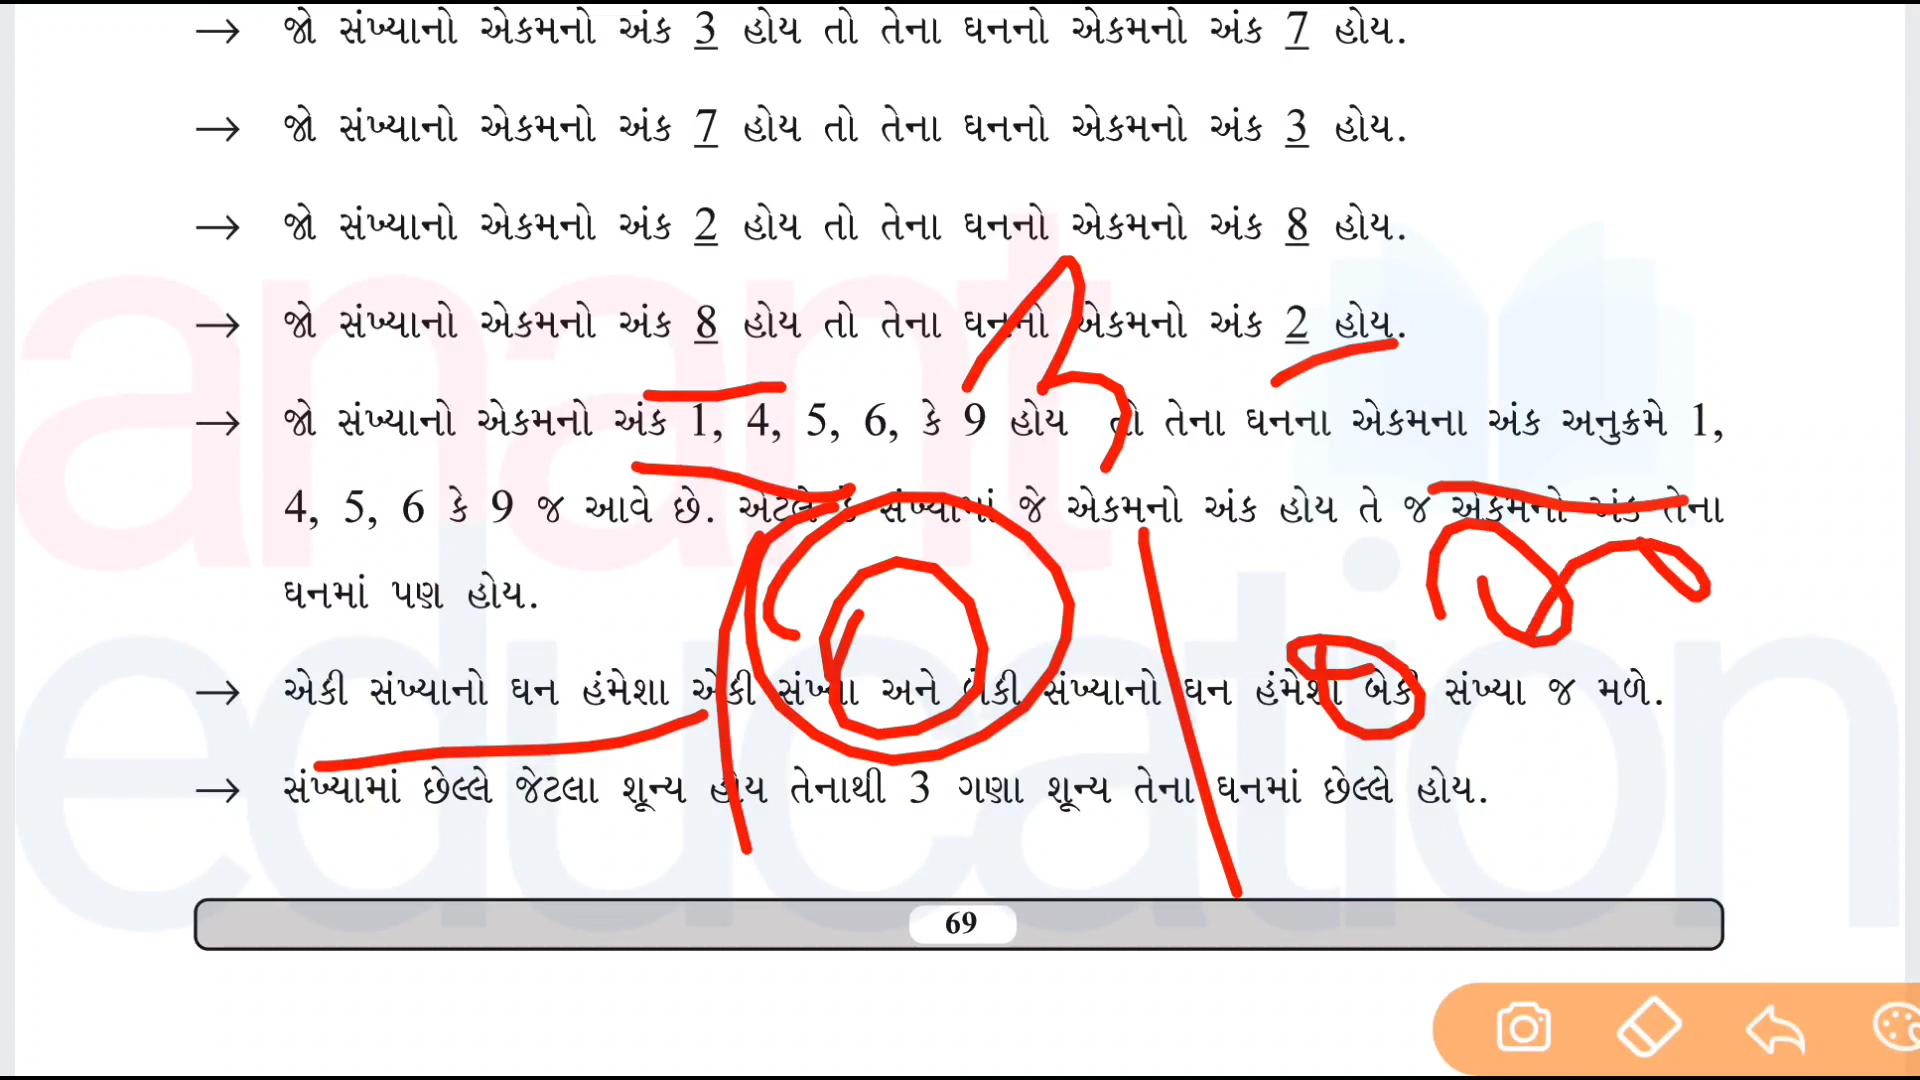 → જો સંખ્યાનો એકમનો અંક 3 હોય તો તેના ઘનનો એકમનો અંક 7 હોય.
→ જો સંખ્યાનો એકમનો અંક 7 હોય તો તેના ઘનનો એકમનો અંક 3 હોય.
→ જો સંખ્યાનો એકમનો અંક 2 હોય તો તેના ઘનનો એકમનો અંક 8 હોય.
→ જો સંખ્યાનો એકમનો અંક 8 હોય તો તેના ઘનનો એકમનો અંક 2 હોય.
→ જો સંખ્યાનો એકમનો અંક 1, 4, 5, 6, કે 9 હોય તો તેના ઘનના એકમના અંક અનુક્રમે 1,
4, 5, 6 કે 9 જ આવે છે. એટલે કે સંખ્યામાં જે એકમનો અંક હોય તે જ એકમનો અંક તેના
ઘનમાં પણ હોય.
→ એકી સંખ્યાનો ઘન હંમેશા એકી સંખ્યા અને બેકી સંખ્યાનો ઘન હંમેશા બેકી સંખ્યા જ મળે.
→ સંખ્યામાં છેલ્લે જેટલા શૂન્ય હોય તેનાથી 3 ગણા શૂન્ય તેના ઘનમાં છેલ્લે હોય.
69
anant
education